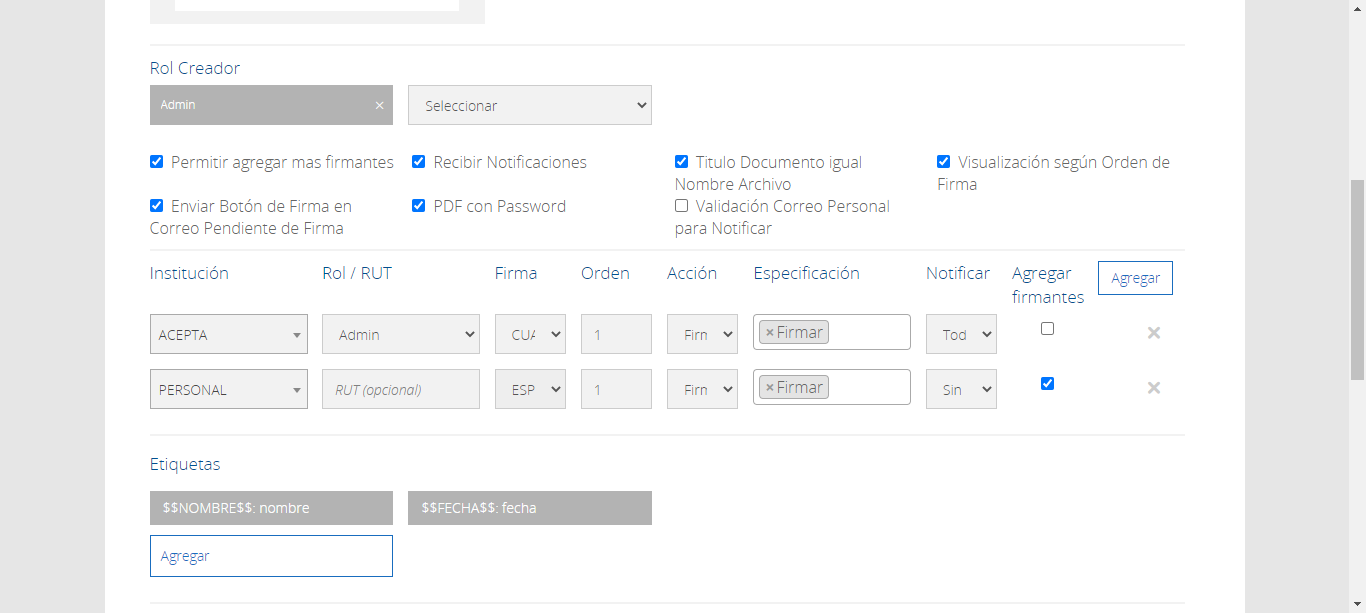 Rol Creador
Admin × Seleccionar
Permitir agregar mas firmantes Recibir Notificaciones Titulo Documento igual Visualización según Orden de
Nombre Archivo Firma
Enviar Botón de Firma en PDF con Password Validación Correo Personal
Correo Pendiente de Firma para Notificar
Institución Rol / RUT Firma Orden Acción Especificación Notificar Agregar Agregar
firmantes
ACEPTA Admin CUA 1 Firn ×Firmar Tod ×
PERSONAL RUT (opcional) ESP 1 Firn ×Firmar Sin ×
Etiquetas
$$NOMBRE$$: nombre $$FECHA$$: fecha
Agregar